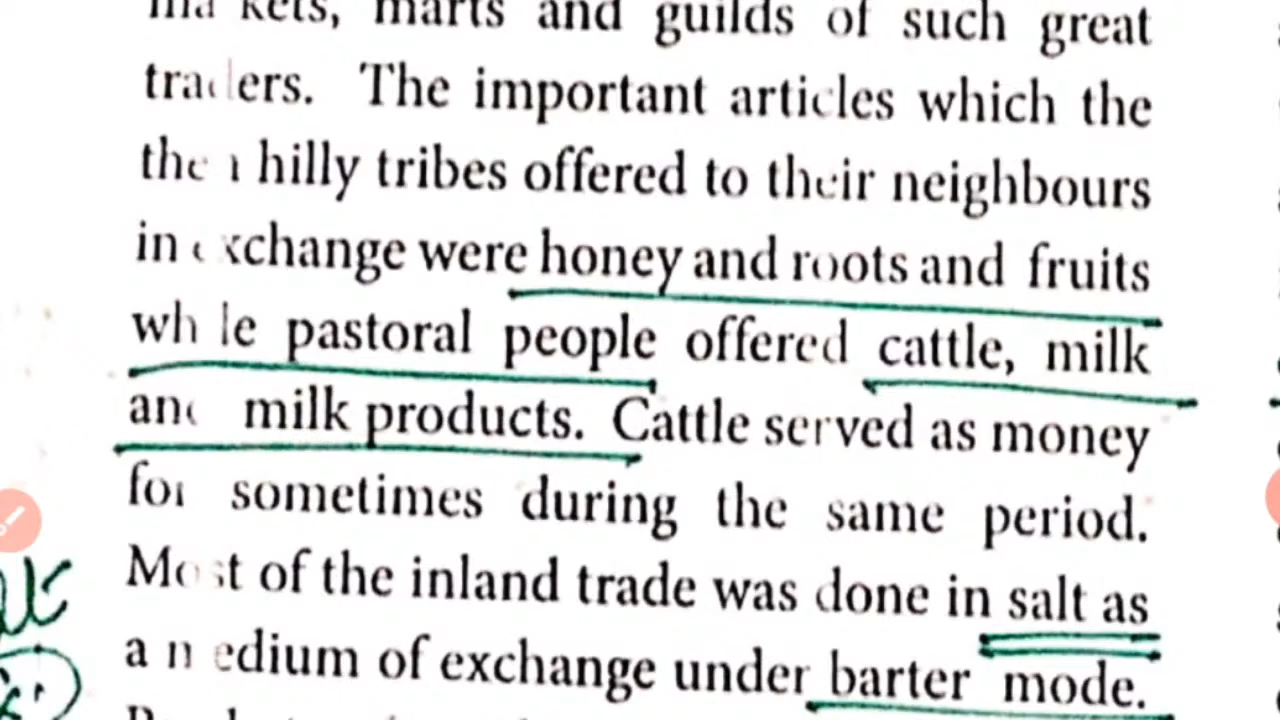 markets, marts and guilds of such great
traders. The important articles which the
then hilly tribes offered to their neighbours
in exchange were honey and roots and fruits
while pastoral people offered cattle, milk
and milk products. Cattle served as money
for sometimes during the same period.
Most of the inland trade was done in salt as
a medium of exchange under barter mode.